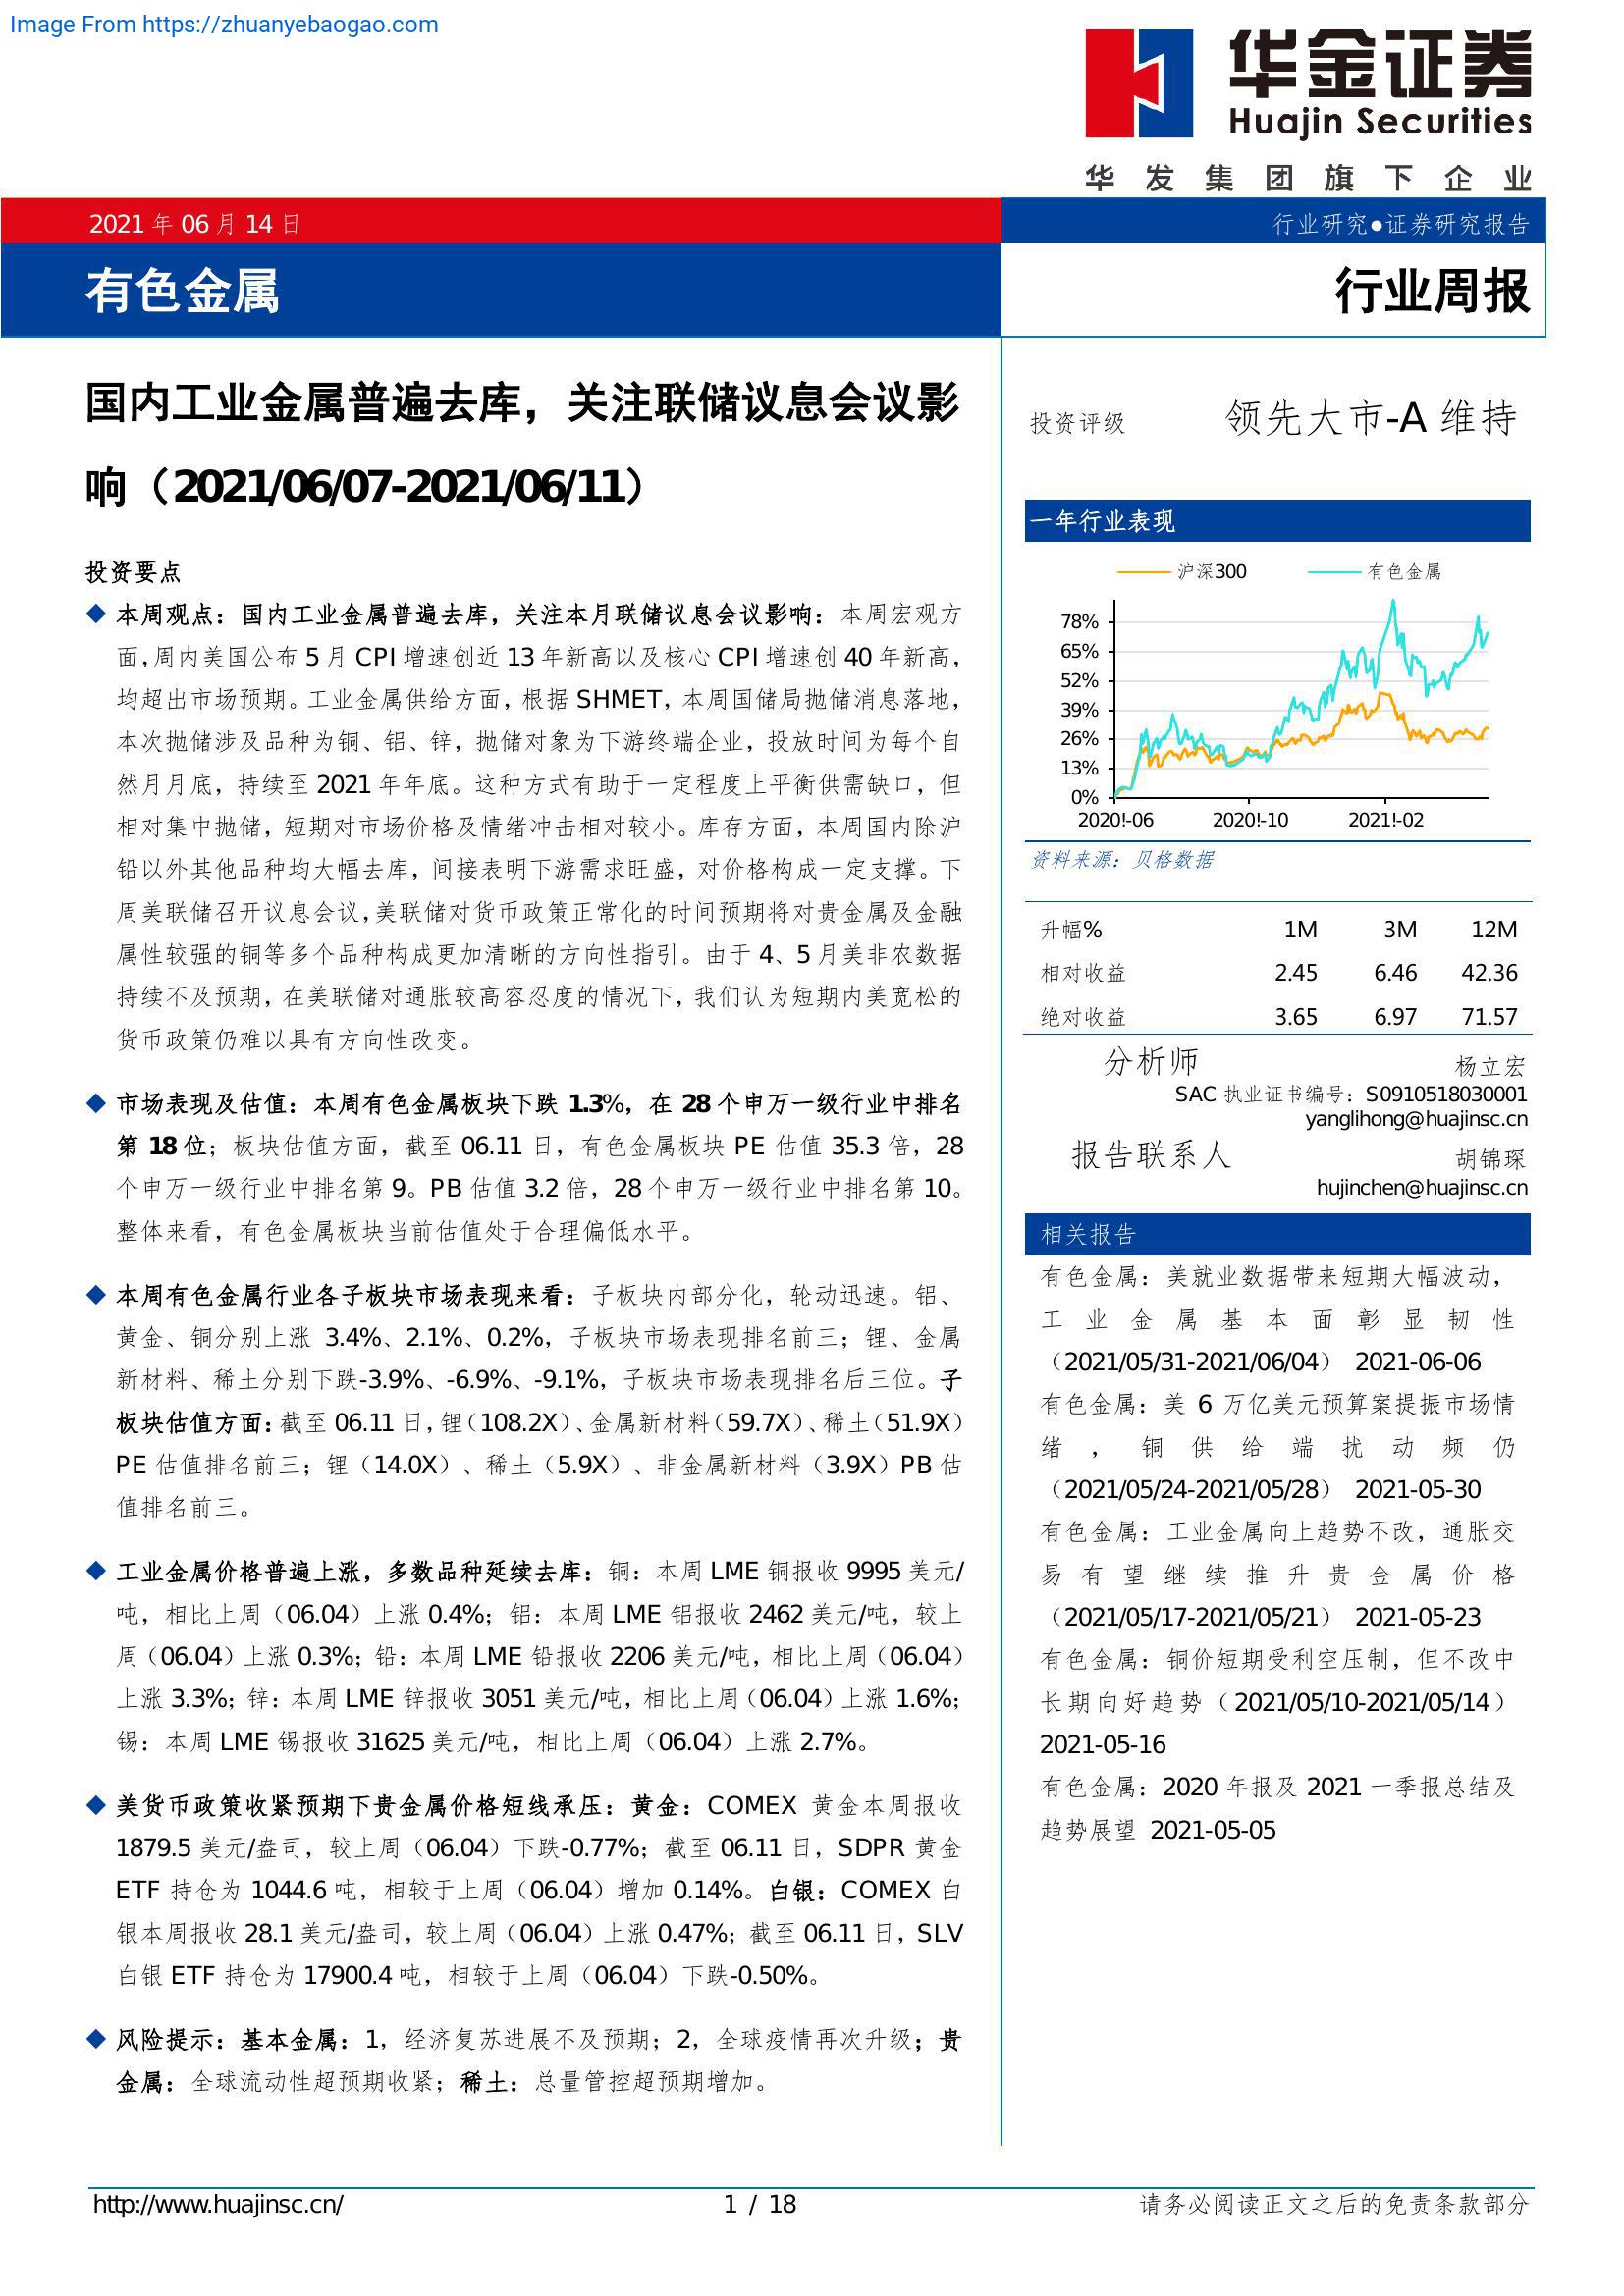 Image From https://zhuanyebaogao.com
华金证券
Huajin Securities
华发集团旗下企业
2021 年 06 月 14 日
行业研究●证券研究报告
有色金属
行业周报
国内工业金属普遍去库，关注联储议息会议影
响（2021/06/07-2021/06/11）
投资要点
◆ 本周观点：国内工业金属普遍去库，关注本月联储议息会议影响：本周宏观方
面,周内美国公布 5 月 CPI 增速创近 13 年新高以及核心 CPI 增速创 40 年新高，
均超出市场预期。工业金属供给方面，根据 SHMET，本周国储局抛储消息落地，
本次抛储涉及品种为铜、铝、锌，抛储对象为下游终端企业，投放时间为每个自
然月月底，持续至 2021 年年底。这种方式有助于一定程度上平衡供需缺口，但
相对集中抛储，短期对市场价格及情绪冲击相对较小。库存方面，本周国内除沪
铅以外其他品种均大幅去库，间接表明下游需求旺盛，对价格构成一定支撑。下
周美联储召开议息会议,美联储对货币政策正常化的时间预期将对贵金属及金融
属性较强的铜等多个品种构成更加清晰的方向性指引。由于 4、5 月美非农数据
持续不及预期，在美联储对通胀较高容忍度的情况下，我们认为短期内美宽松的
货币政策仍难以具有方向性改变。
◆ 市场表现及估值：本周有色金属板块下跌 1.3%，在 28 个申万一级行业中排名
第 18 位；板块估值方面，截至 06.11 日，有色金属板块 PE 估值 35.3 倍，28
个申万一级行业中排名第 9。PB 估值 3.2 倍，28 个申万一级行业中排名第 10。
整体来看，有色金属板块当前估值处于合理偏低水平。
◆ 本周有色金属行业各子板块市场表现来看：子板块内部分化，轮动迅速。铝、
黄金、铜分别上涨 3.4%、2.1%、0.2%，子板块市场表现排名前三；锂、金属
新材料、稀土分别下跌-3.9%、-6.9%、-9.1%，子板块市场表现排名后三位。子
板块估值方面：截至 06.11 日，锂（108.2X）、金属新材料（59.7X）、稀土（51.9X）
PE 估值排名前三；锂（14.0X）、稀土（5.9X）、非金属新材料（3.9X）PB 估
值排名前三。
◆ 工业金属价格普遍上涨，多数品种延续去库：铜：本周 LME 铜报收 9995 美元/
吨，相比上周（06.04）上涨 0.4%；铝：本周 LME 铝报收 2462 美元/吨，较上
周（06.04）上涨 0.3%；铅：本周 LME 铅报收 2206 美元/吨，相比上周（06.04）
上涨 3.3%；锌：本周 LME 锌报收 3051 美元/吨，相比上周（06.04）上涨 1.6%；
锡：本周 LME 锡报收 31625 美元/吨，相比上周（06.04）上涨 2.7%。
◆ 美货币政策收紧预期下贵金属价格短线承压：黄金：COMEX 黄金本周报收
1879.5 美元/盎司，较上周（06.04）下跌-0.77%；截至 06.11 日，SDPR 黄金
ETF 持仓为 1044.6 吨，相较于上周（06.04）增加 0.14%。白银：COMEX 白
银本周报收 28.1 美元/盎司，较上周（06.04）上涨 0.47%；截至 06.11 日，SLV
白银 ETF 持仓为 17900.4 吨，相较于上周（06.04）下跌-0.50%。
◆ 风险提示：基本金属：1，经济复苏进展不及预期；2，全球疫情再次升级；贵
金属：全球流动性超预期收紧；稀土：总量管控超预期增加。
投资评级 领先大市-A 维持
一年行业表现
沪深300 有色金属
78%
65%
52%
39%
26%
13%
0%
2020!-06 2020!-10 2021!-02
资料来源：贝格数据
升幅% 1M 3M 12M
相对收益 2.45 6.46 42.36
绝对收益 3.65 6.97 71.57
分析师 杨立宏
SAC 执业证书编号：S0910518030001
yanglihong@huajinsc.cn
报告联系人 胡锦琛
hujinchen@huajinsc.cn
相关报告
有色金属：美就业数据带来短期大幅波动，
工业金属基本面彰显韧性
（2021/05/31-2021/06/04） 2021-06-06
有色金属：美 6 万亿美元预算案提振市场情
绪，铜供给端扰动频仍
（2021/05/24-2021/05/28） 2021-05-30
有色金属：工业金属向上趋势不改，通胀交
易有望继续推升贵金属价格
（2021/05/17-2021/05/21） 2021-05-23
有色金属：铜价短期受利空压制，但不改中
长期向好趋势（2021/05/10-2021/05/14）
2021-05-16
有色金属：2020 年报及 2021 一季报总结及
趋势展望 2021-05-05
http://www.huajinsc.cn/ 1 / 18 请务必阅读正文之后的免责条款部分